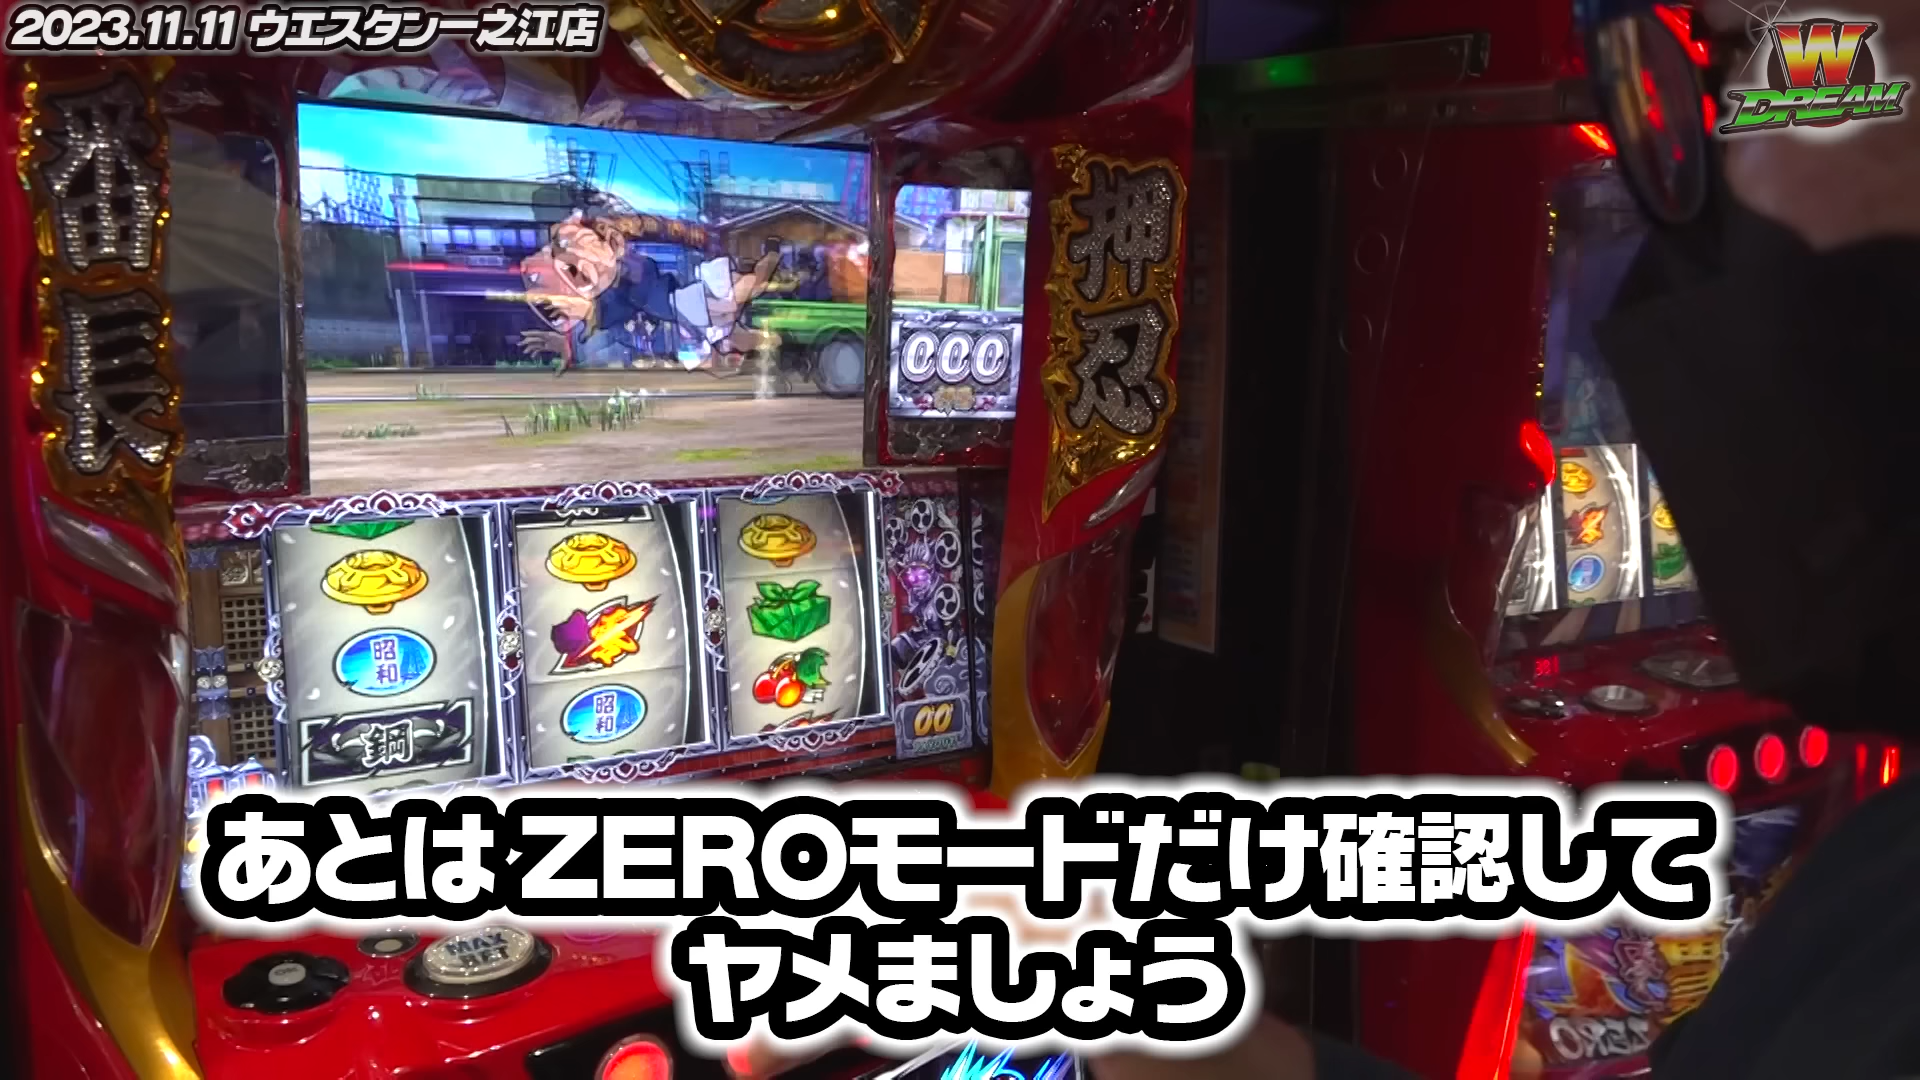 2023.11.11 ウエスタン一之江店
W
DREAM
番長
押忍
000
昭和
鋼
昭和
00
あとは ZEROモードだけ確認して
ヤメましょう
MAX
BET
ZERO